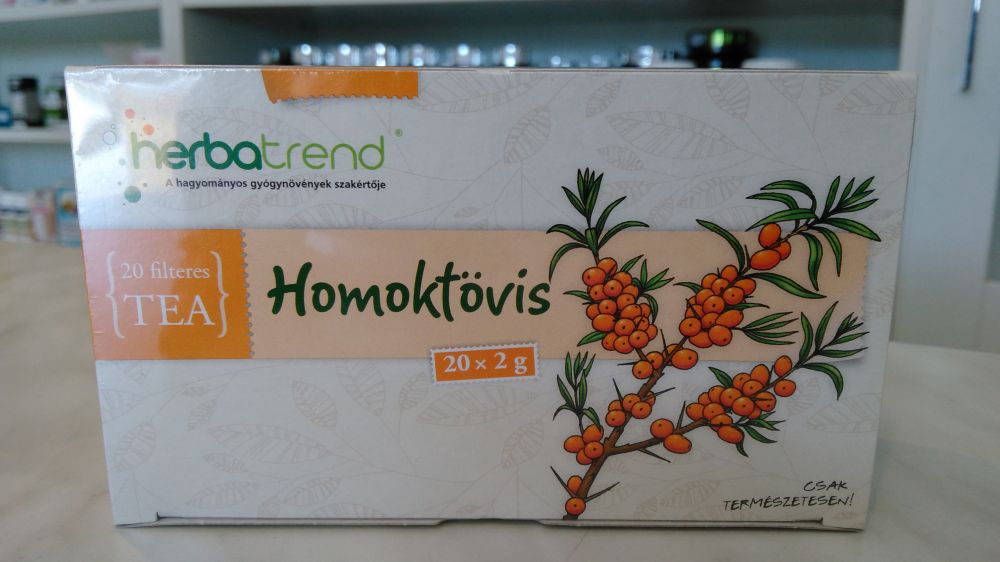 herbatrend®
A hagyományos gyógynövények szakértője
{20 filteres
TEA}
Homoktövis
20 × 2 g
CSAK
TERMÉSZETESEN!